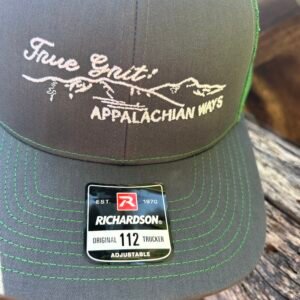 True Grit!
APPALACHIAN WAYS
EST. 1970
R
RICHARDSON®
ORIGINAL 112 TRUCKER
ADJUSTABLE